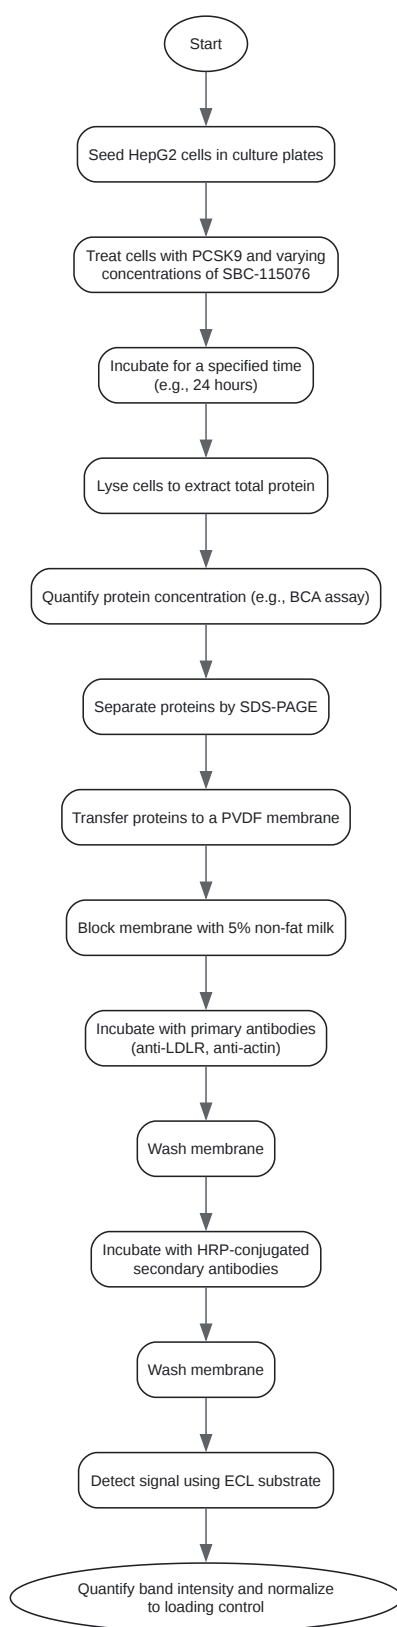 Start
Seed HepG2 cells in culture plates
Treat cells with PCSK9 and varying
concentrations of SBC-115076
Incubate for a specified time
(e.g., 24 hours)
Lyse cells to extract total protein
Quantify protein concentration (e.g., BCA assay)
Separate proteins by SDS-PAGE
Transfer proteins to a PVDF membrane
Block membrane with 5% non-fat milk
Incubate with primary antibodies
(anti-LDLR, anti-actin)
Wash membrane
Incubate with HRP-conjugated
secondary antibodies
Wash membrane
Detect signal using ECL substrate
Quantify band intensity and normalize
to loading control